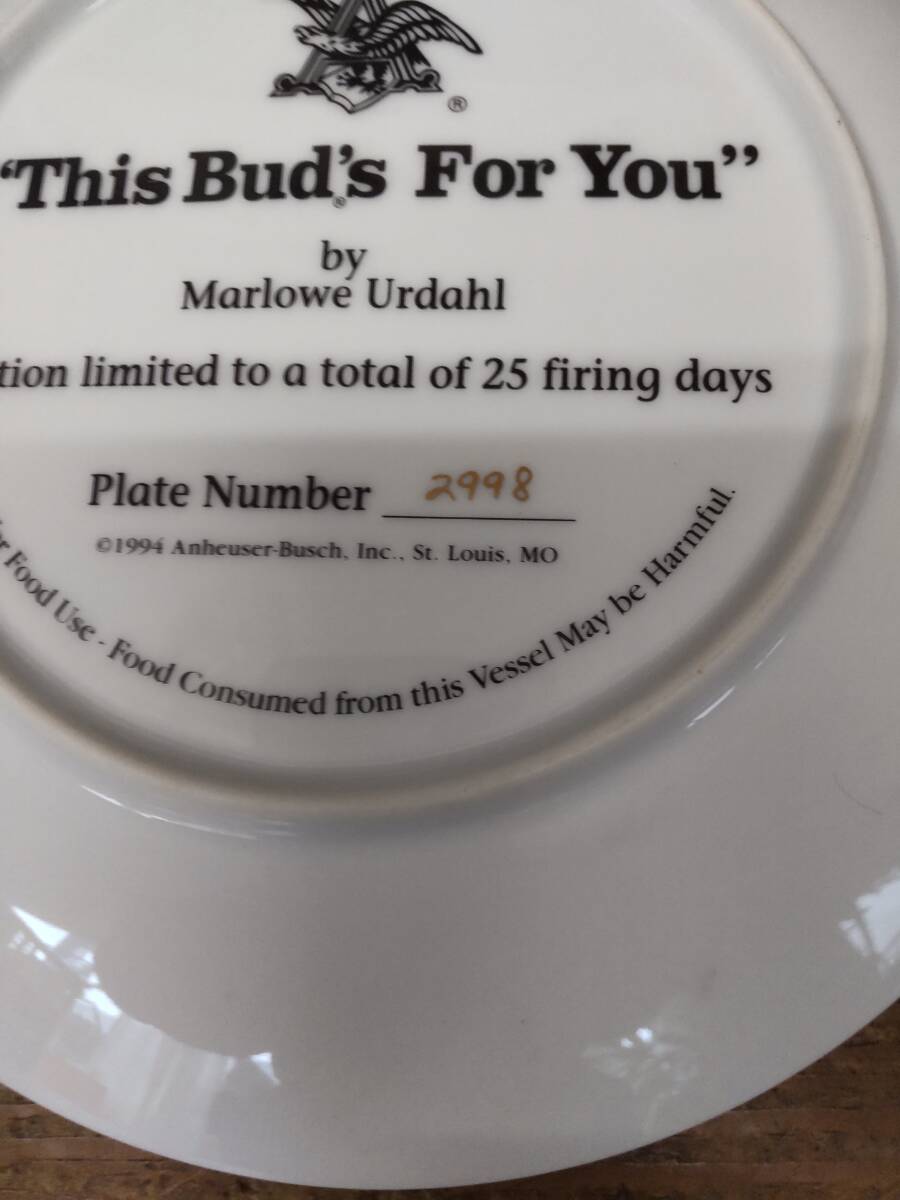 ®
“This Bud's For You”
®
by
Marlowe Urdahl
tion limited to a total of 25 firing days
Plate Number 2998
©1994 Anheuser-Busch, Inc., St. Louis, MO
r Food Use - Food Consumed from this Vessel May be Harmful.